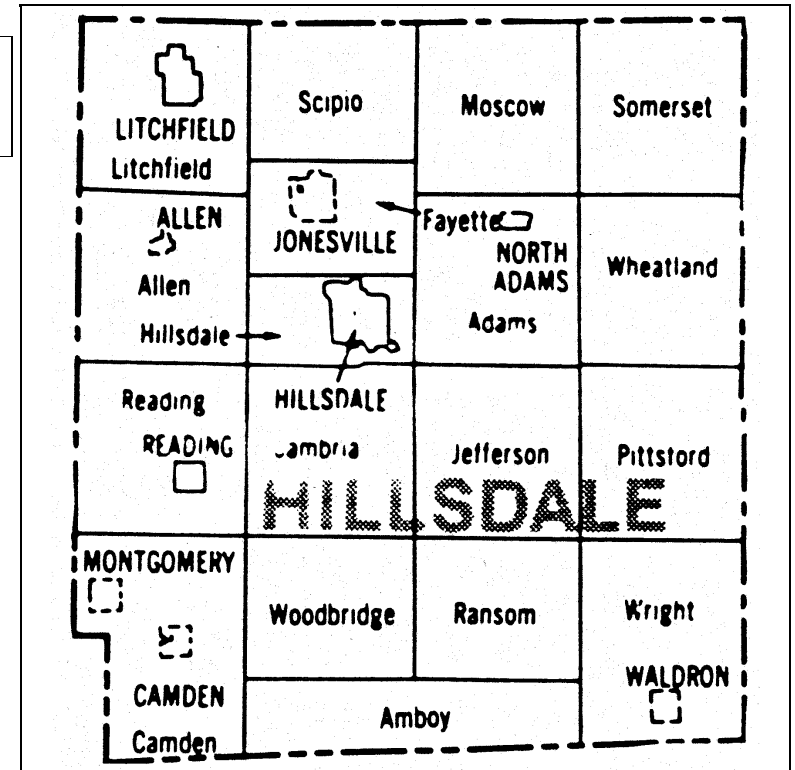 Scipio
Moscow
Somerset
LITCHFIELD
Litchfield
ALLEN
Fayette
JONESVILLE
NORTH
ADAMS
Wheatland
Allen
Adams
Hillsdale
Reading
HILLSDALE
READING
Jefferson
Pittsford
HILLSDALE
MONTGOMERY
Woodbridge
Ransom
Wright
WALDRON
CAMDEN
Amboy
Camden